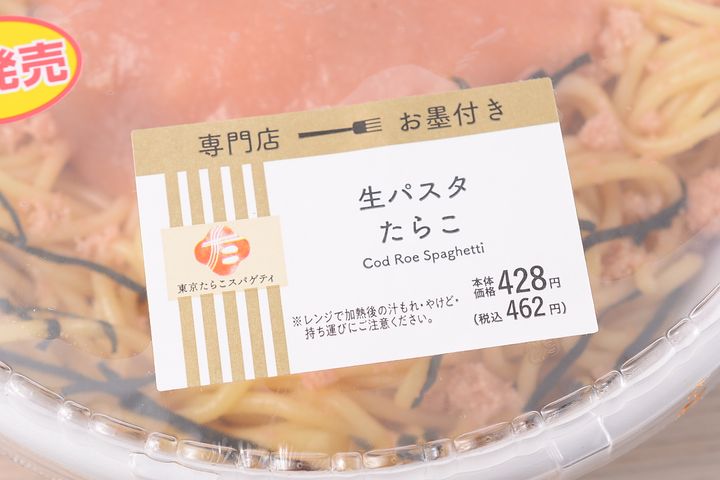 発売
専門店 お墨付き
生パスタ
たらこ
Cod Roe Spaghetti
た
東京たらこスパゲティ
本体価格428円
(税込462円)
※レンジで加熱後の汁もれ・やけど・
持ち運びにご注意ください。